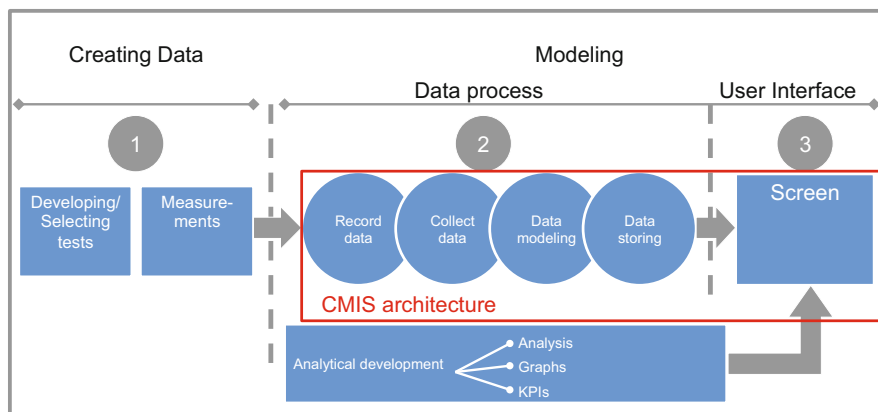 Creating Data
Modeling
Data process
User Interface
1
2
3
Developing/
Selecting
tests
Measure-
ments
Record
data
Collect
data
Data
modeling
Data
storing
Screen
CMIS architecture
Analytical development
Analysis
Graphs
KPIs